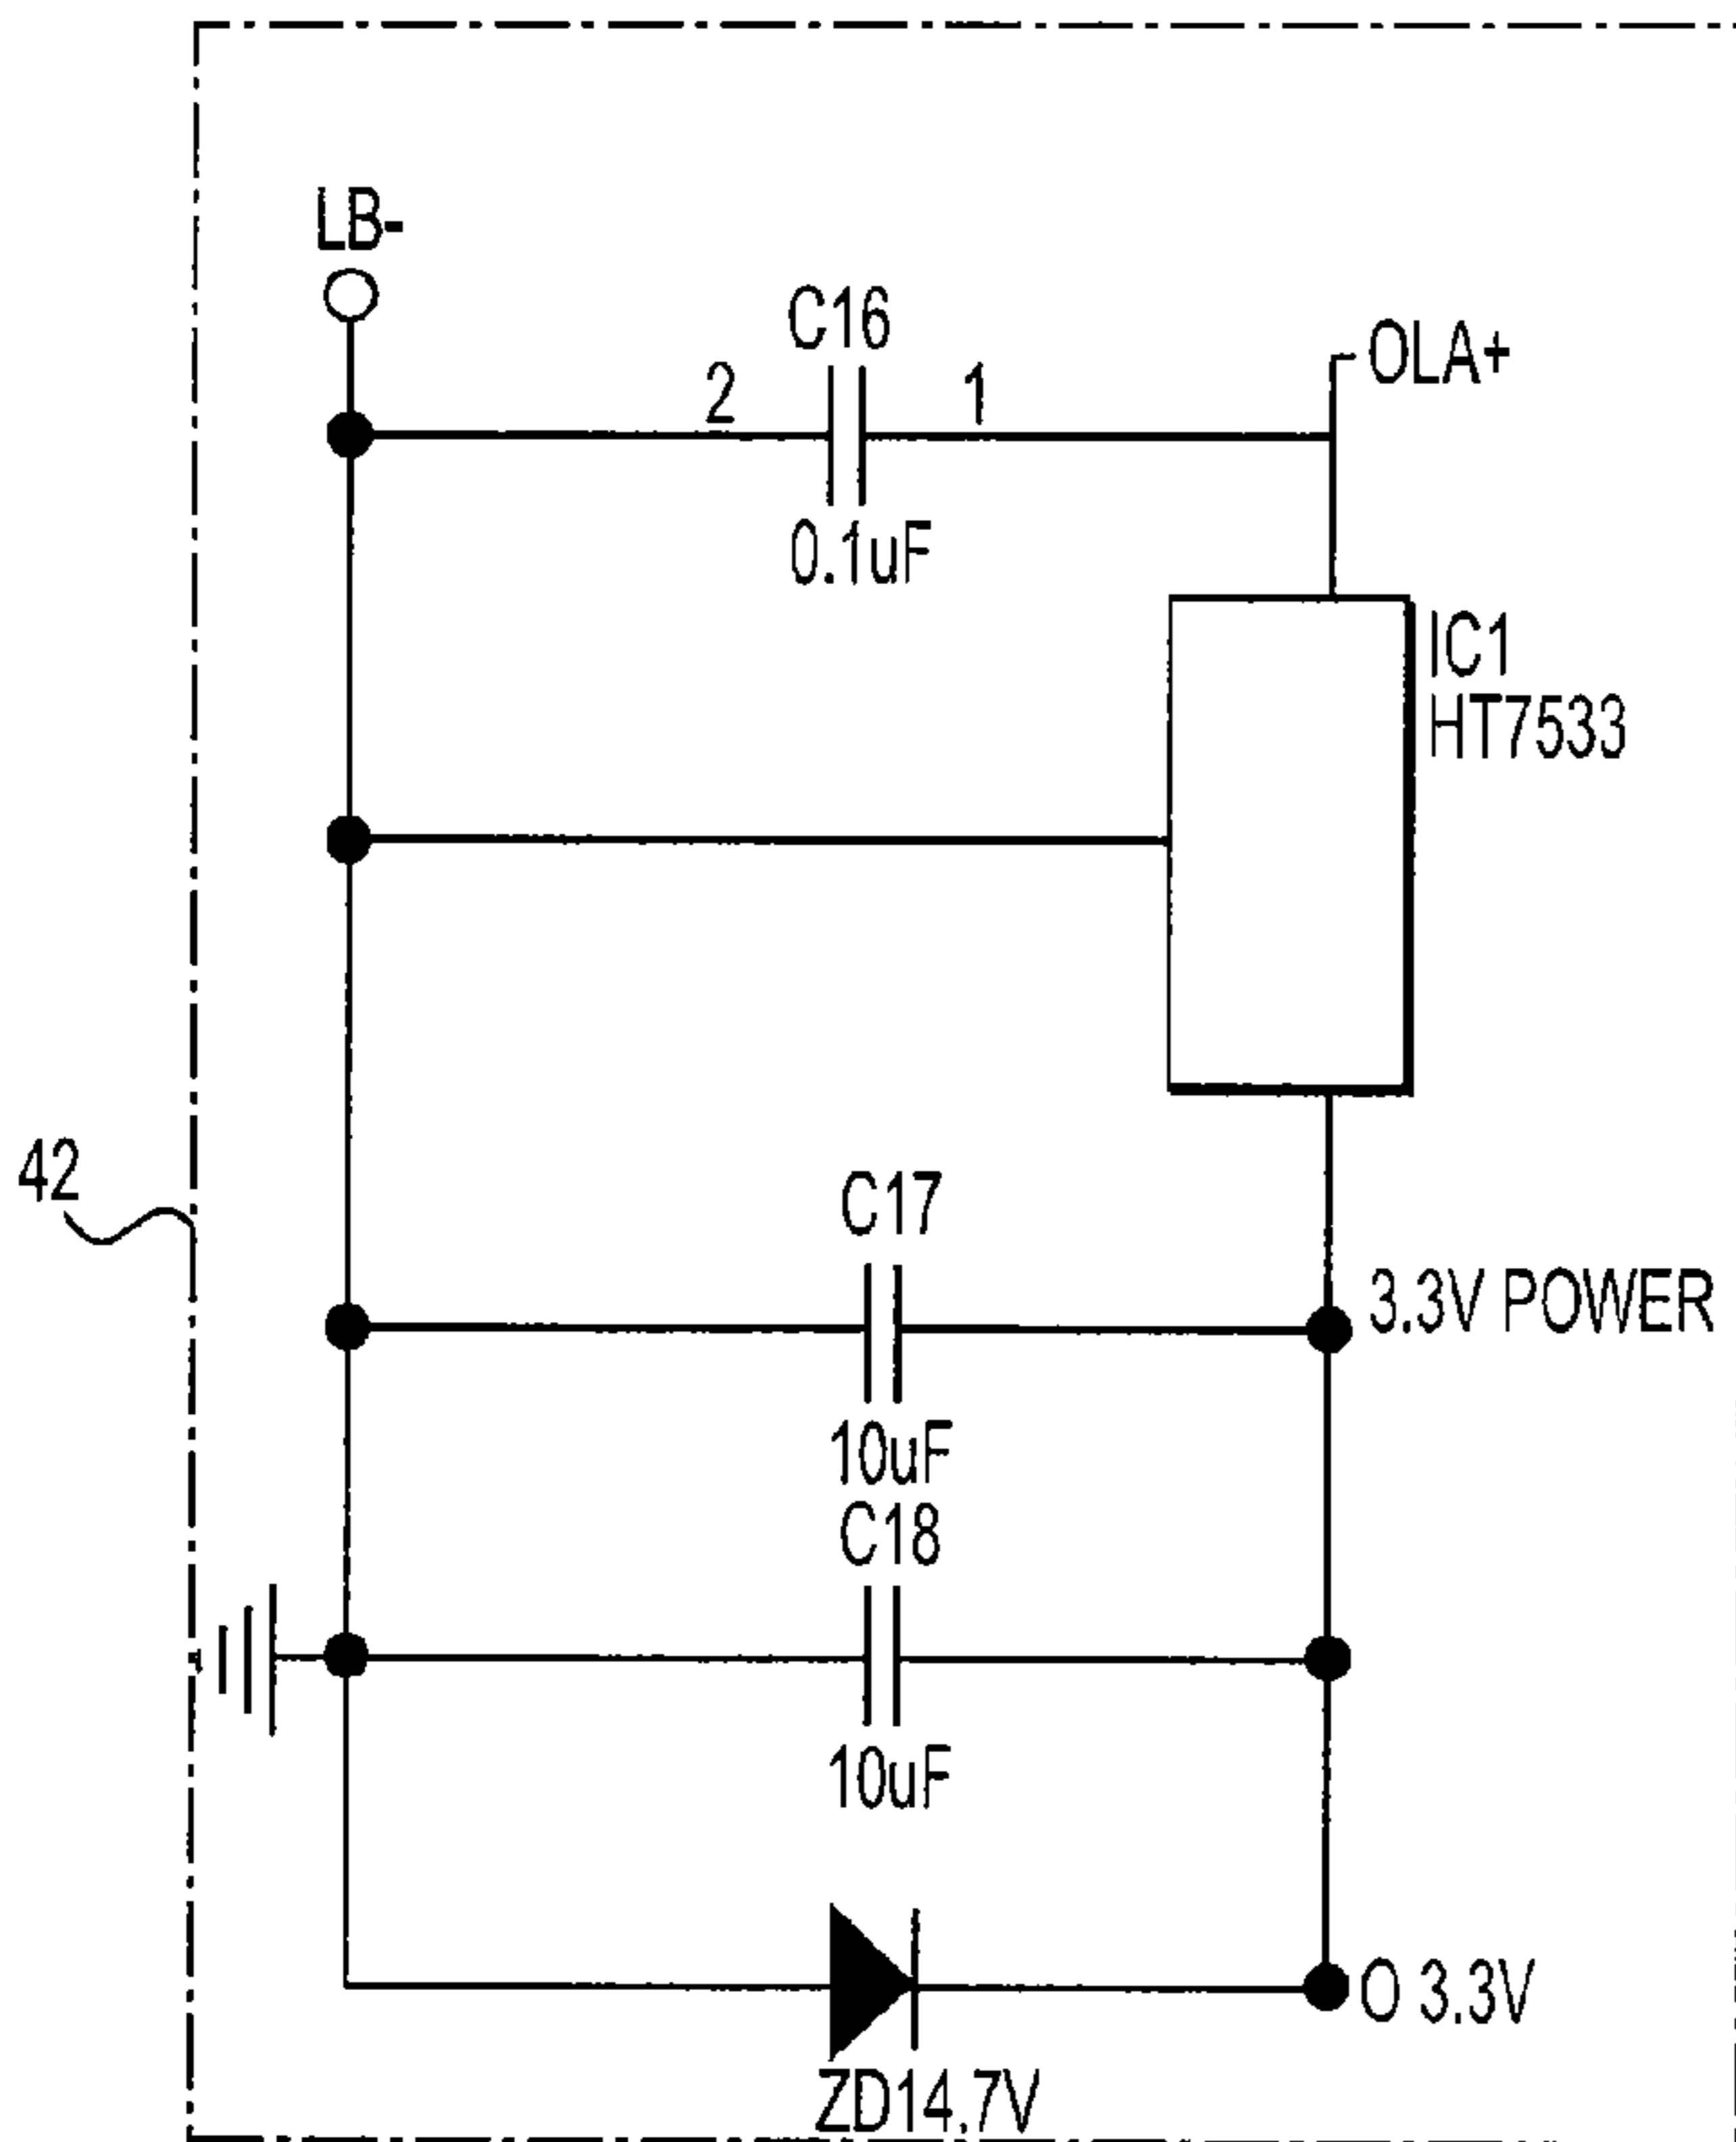 LB-
C16
2
1
OLA+
0.1uF
IC1
HT7533
42
C17
3.3V POWER
10uF
C18
10uF
O 3.3V
ZD14.7V